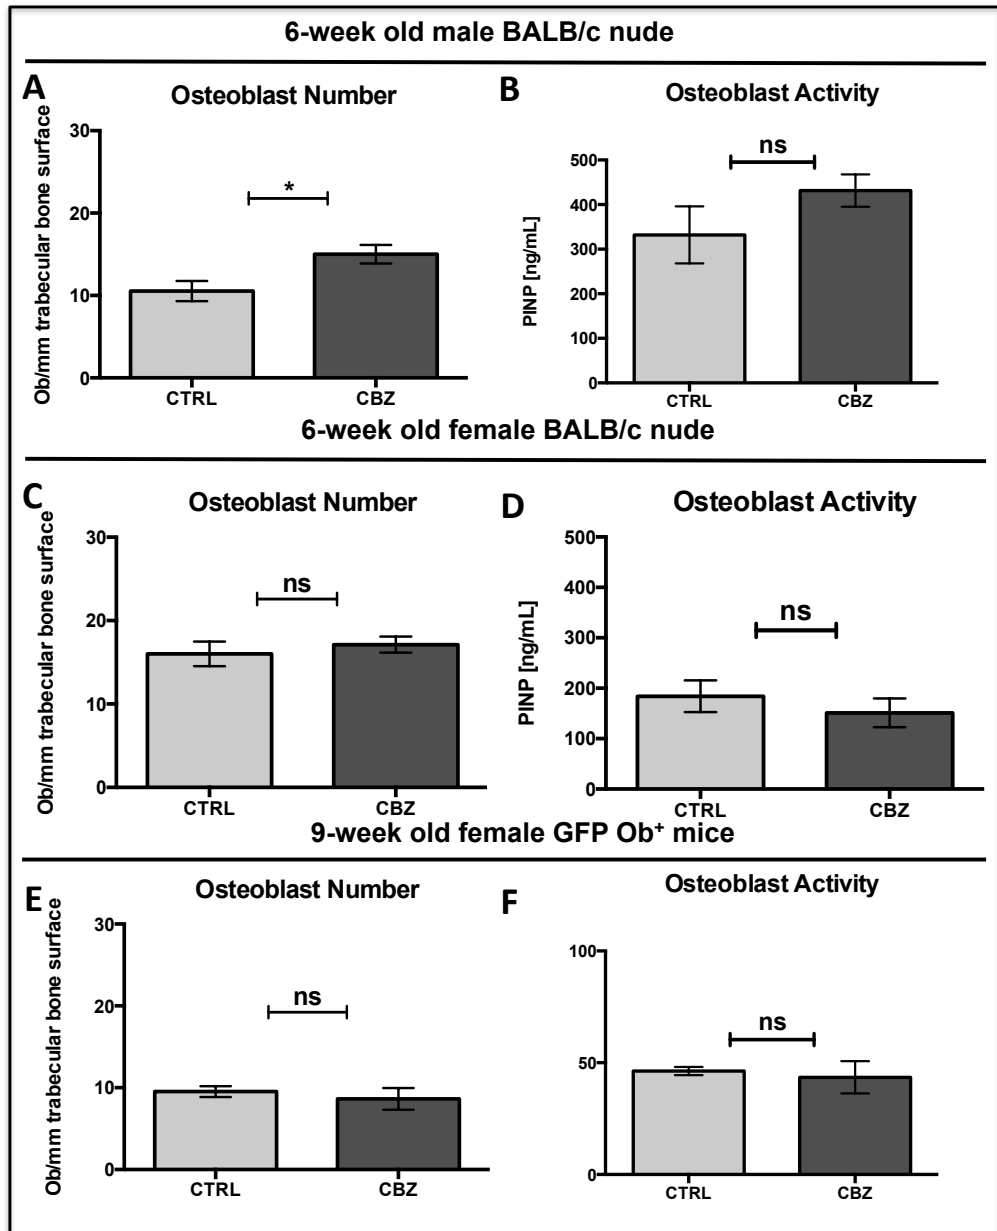 6-week old male BALB/c nude
A
Osteoblast Number
Ob/mm trabecular bone surface
30
20
10
0
*
CTRL
CBZ
B
Osteoblast Activity
PINP [ng/mL]
500
400
300
200
100
0
ns
CTRL
CBZ
6-week old female BALB/c nude
C
Osteoblast Number
Ob/mm trabecular bone surface
30
20
10
0
ns
CTRL
CBZ
D
Osteoblast Activity
PINP [ng/mL]
500
400
300
200
100
0
ns
CTRL
CBZ
9-week old female GFP Ob⁺ mice
E
Osteoblast Number
Ob/mm trabecular bone surface
30
20
10
0
ns
CTRL
CBZ
F
Osteoblast Activity
100
50
0
ns
CTRL
CBZ